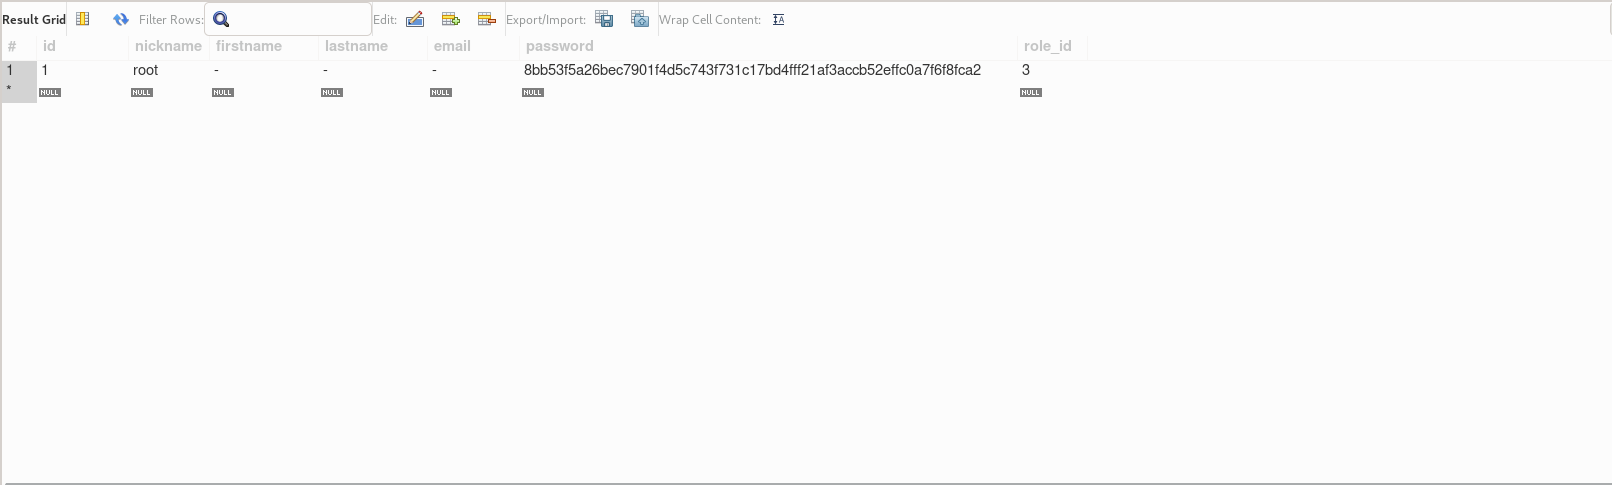 Result Grid Filter Rows: Edit: Export/Import: Wrap Cell Content:
# id nickname firstname lastname email password role_id
1 1 root - - - 8bb53f5a26bec7901f4d5c743f731c17bd4fff21af3accb52effc0a7f6f8fca2 3
* NULL NULL NULL NULL NULL NULL NULL